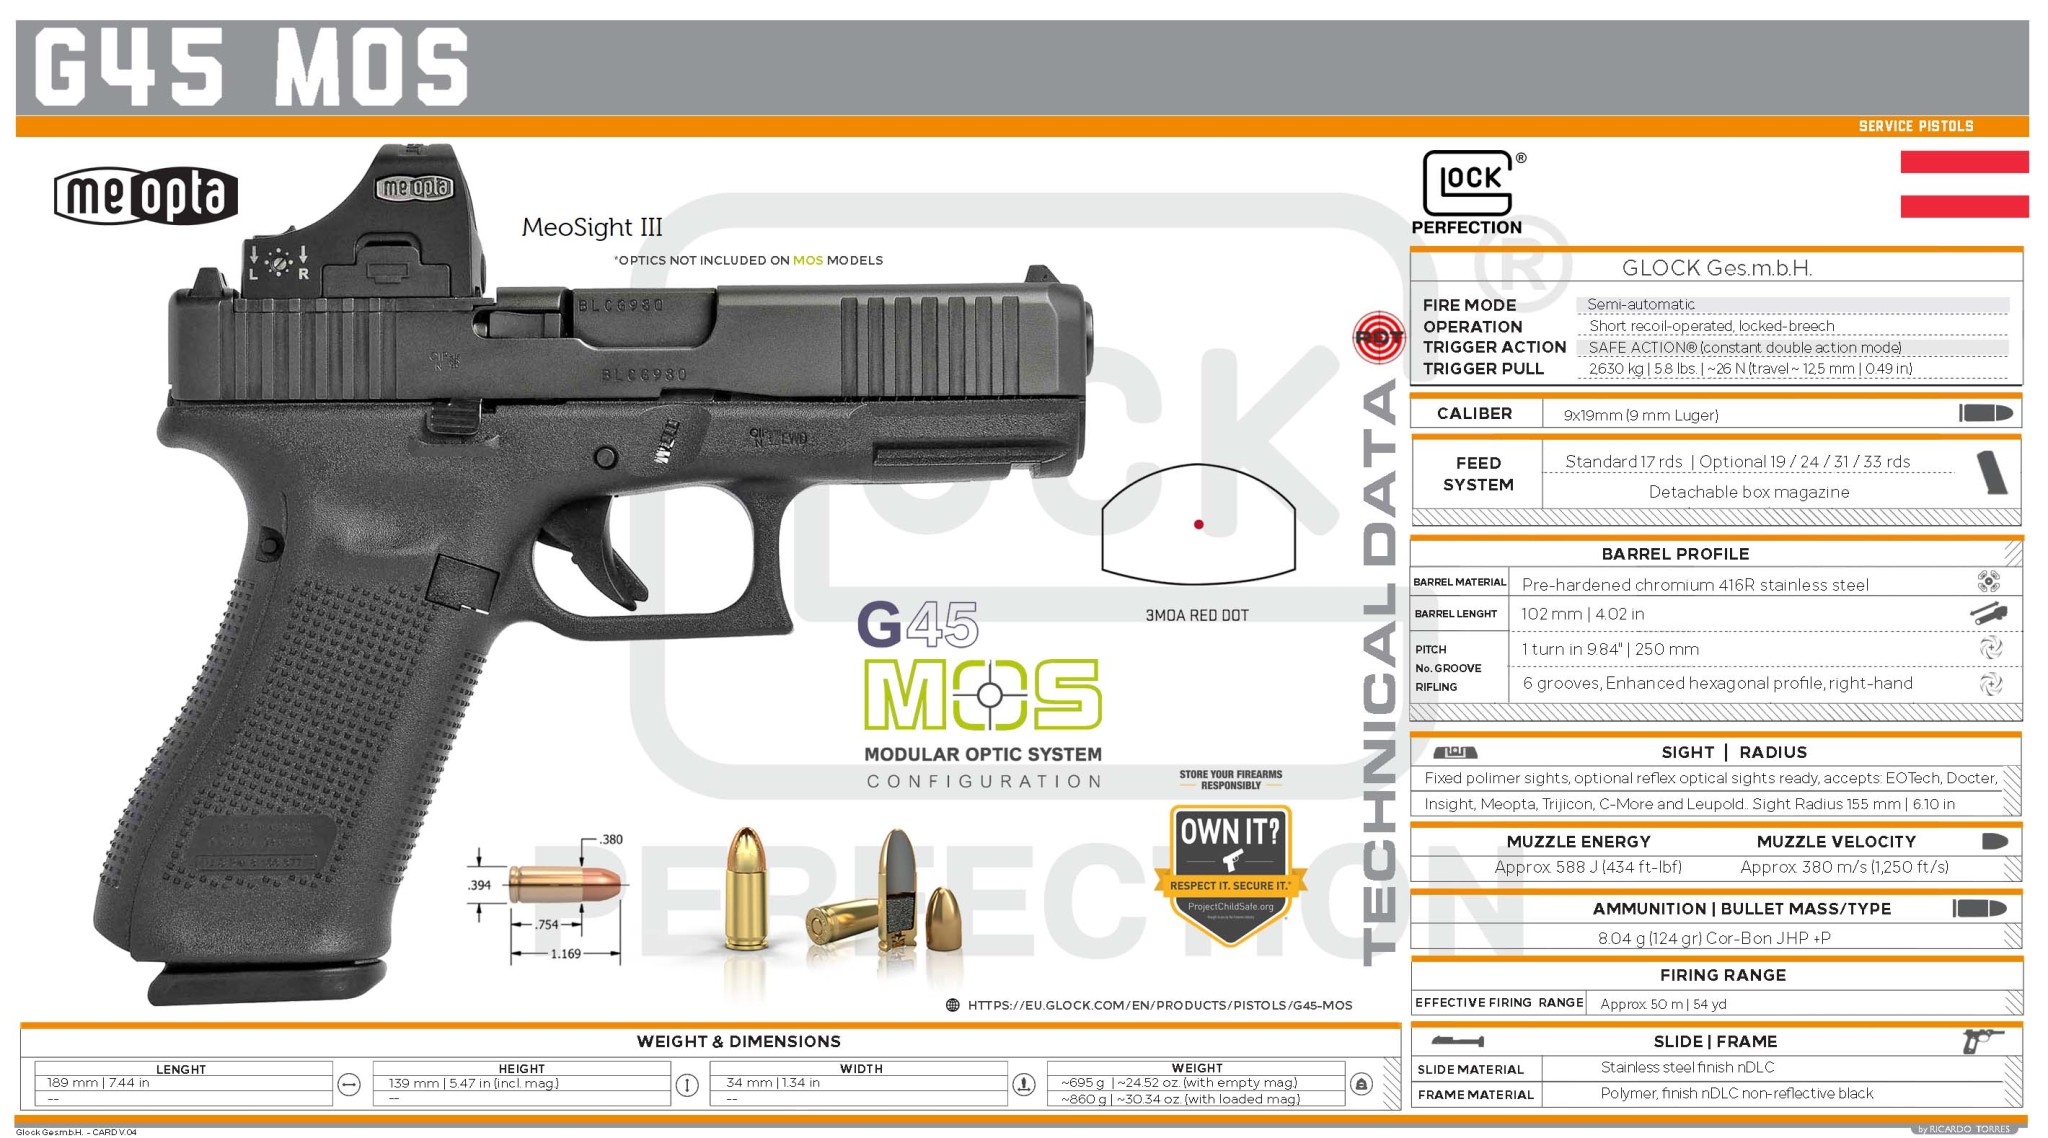 G45 MOS
SERVICE PISTOLS
meopta
meopta
MeoSight III
*OPTICS NOT INCLUDED ON MOS MODELS
L R
BLCG980
BLCG980
3MOA RED DOT
G45
MOS
MODULAR OPTIC SYSTEM
CONFIGURATION
STORE YOUR FIREARMS
RESPONSIBLY
OWN IT?
RESPECT IT. SECURE IT.
ProjectChildSafe.org
.380
.394
.754
1.169
HTTPS://EU.GLOCK.COM/EN/PRODUCTS/PISTOLS/G45-MOS
GLOCK ®
PERFECTION
TECHNICAL DATA
GLOCK ®
PERFECTION
GLOCK Ges.m.b.H.
FIRE MODE Semi-automatic
OPERATION Short recoil-operated, locked-breech
TRIGGER ACTION SAFE ACTION® (constant double action mode)
TRIGGER PULL 2,630 kg | 5.8 lbs. | ~26 N (travel ~ 12,5 mm | 0.49 in)
CALIBER 9x19mm (9 mm Luger)
FEED SYSTEM Standard 17 rds | Optional 19 / 24 / 31 / 33 rds
Detachable box magazine
BARREL PROFILE
BARREL MATERIAL Pre-hardened chromium 416R stainless steel
BARREL LENGHT 102 mm | 4.02 in
PITCH 1 turn in 9.84" | 250 mm
No. GROOVE
RIFLING 6 grooves, Enhanced hexagonal profile, right-hand
SIGHT | RADIUS
Fixed polimer sights, optional reflex optical sights ready, accepts: EOTech, Docter,
Insight, Meopta, Trijicon, C-More and Leupold.. Sight Radius 155 mm | 6.10 in
MUZZLE ENERGY MUZZLE VELOCITY
Approx. 588 J (434 ft-lbf) Approx. 380 m/s (1,250 ft/s)
AMMUNITION | BULLET MASS/TYPE
8.04 g (124 gr) Cor-Bon JHP +P
FIRING RANGE
EFFECTIVE FIRING RANGE Approx. 50 m | 54 yd
SLIDE | FRAME
SLIDE MATERIAL Stainless steel finish nDLC
FRAME MATERIAL Polymer, finish nDLC non-reflective black
WEIGHT & DIMENSIONS
LENGHT HEIGHT WIDTH WEIGHT
189 mm | 7.44 in 139 mm | 5.47 in (incl. mag.) 34 mm | 1.34 in ~695 g | ~24.52 oz. (with empty mag.)
-- -- -- ~860 g | ~30.34 oz. (with loaded mag.)
Glock Ges.m.b.H. - CARD V.04
by RICARDO TORRES